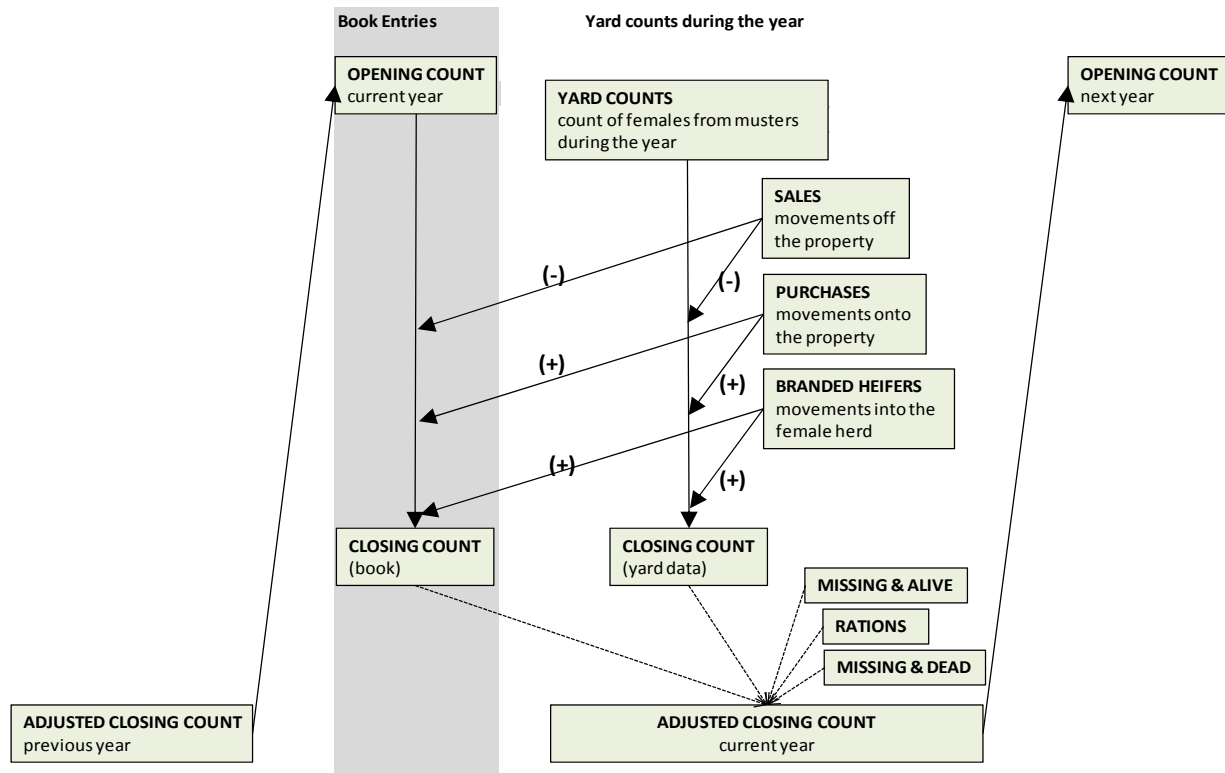 Book Entries
Yard counts during the year
OPENING COUNT
current year
OPENING COUNT
next year
YARD COUNTS
count of females from musters
during the year
SALES
movements off
the property
(-)
(-)
PURCHASES
movements onto
the property
(+)
(+)
BRANDED HEIFERS
movements into the
female herd
(+)
(+)
CLOSING COUNT
(book)
CLOSING COUNT
(yard data)
MISSING & ALIVE
RATIONS
MISSING & DEAD
ADJUSTED CLOSING COUNT
previous year
ADJUSTED CLOSING COUNT
current year